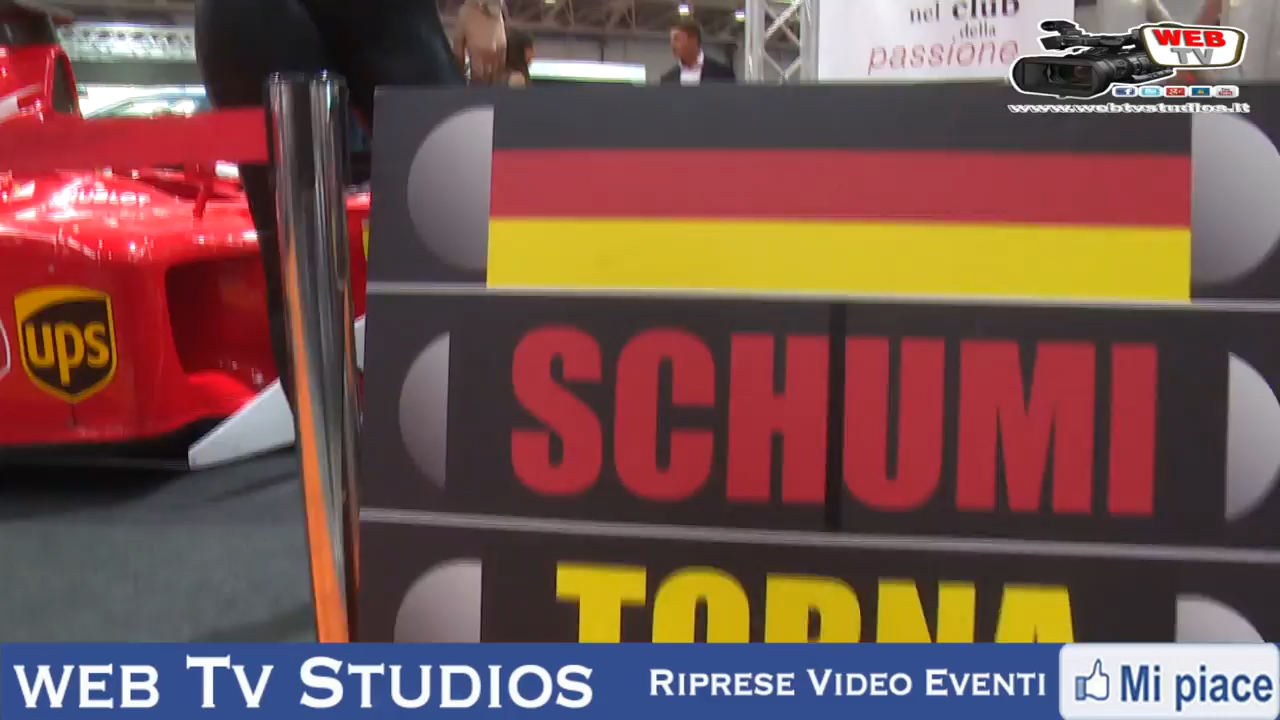 nel club
della
passione
WEB
TV
www.webtvstudios.it
ups
SCHUMI
TORNA
WEB TV STUDIOS
RIPRESE VIDEO EVENTI
Mi piace